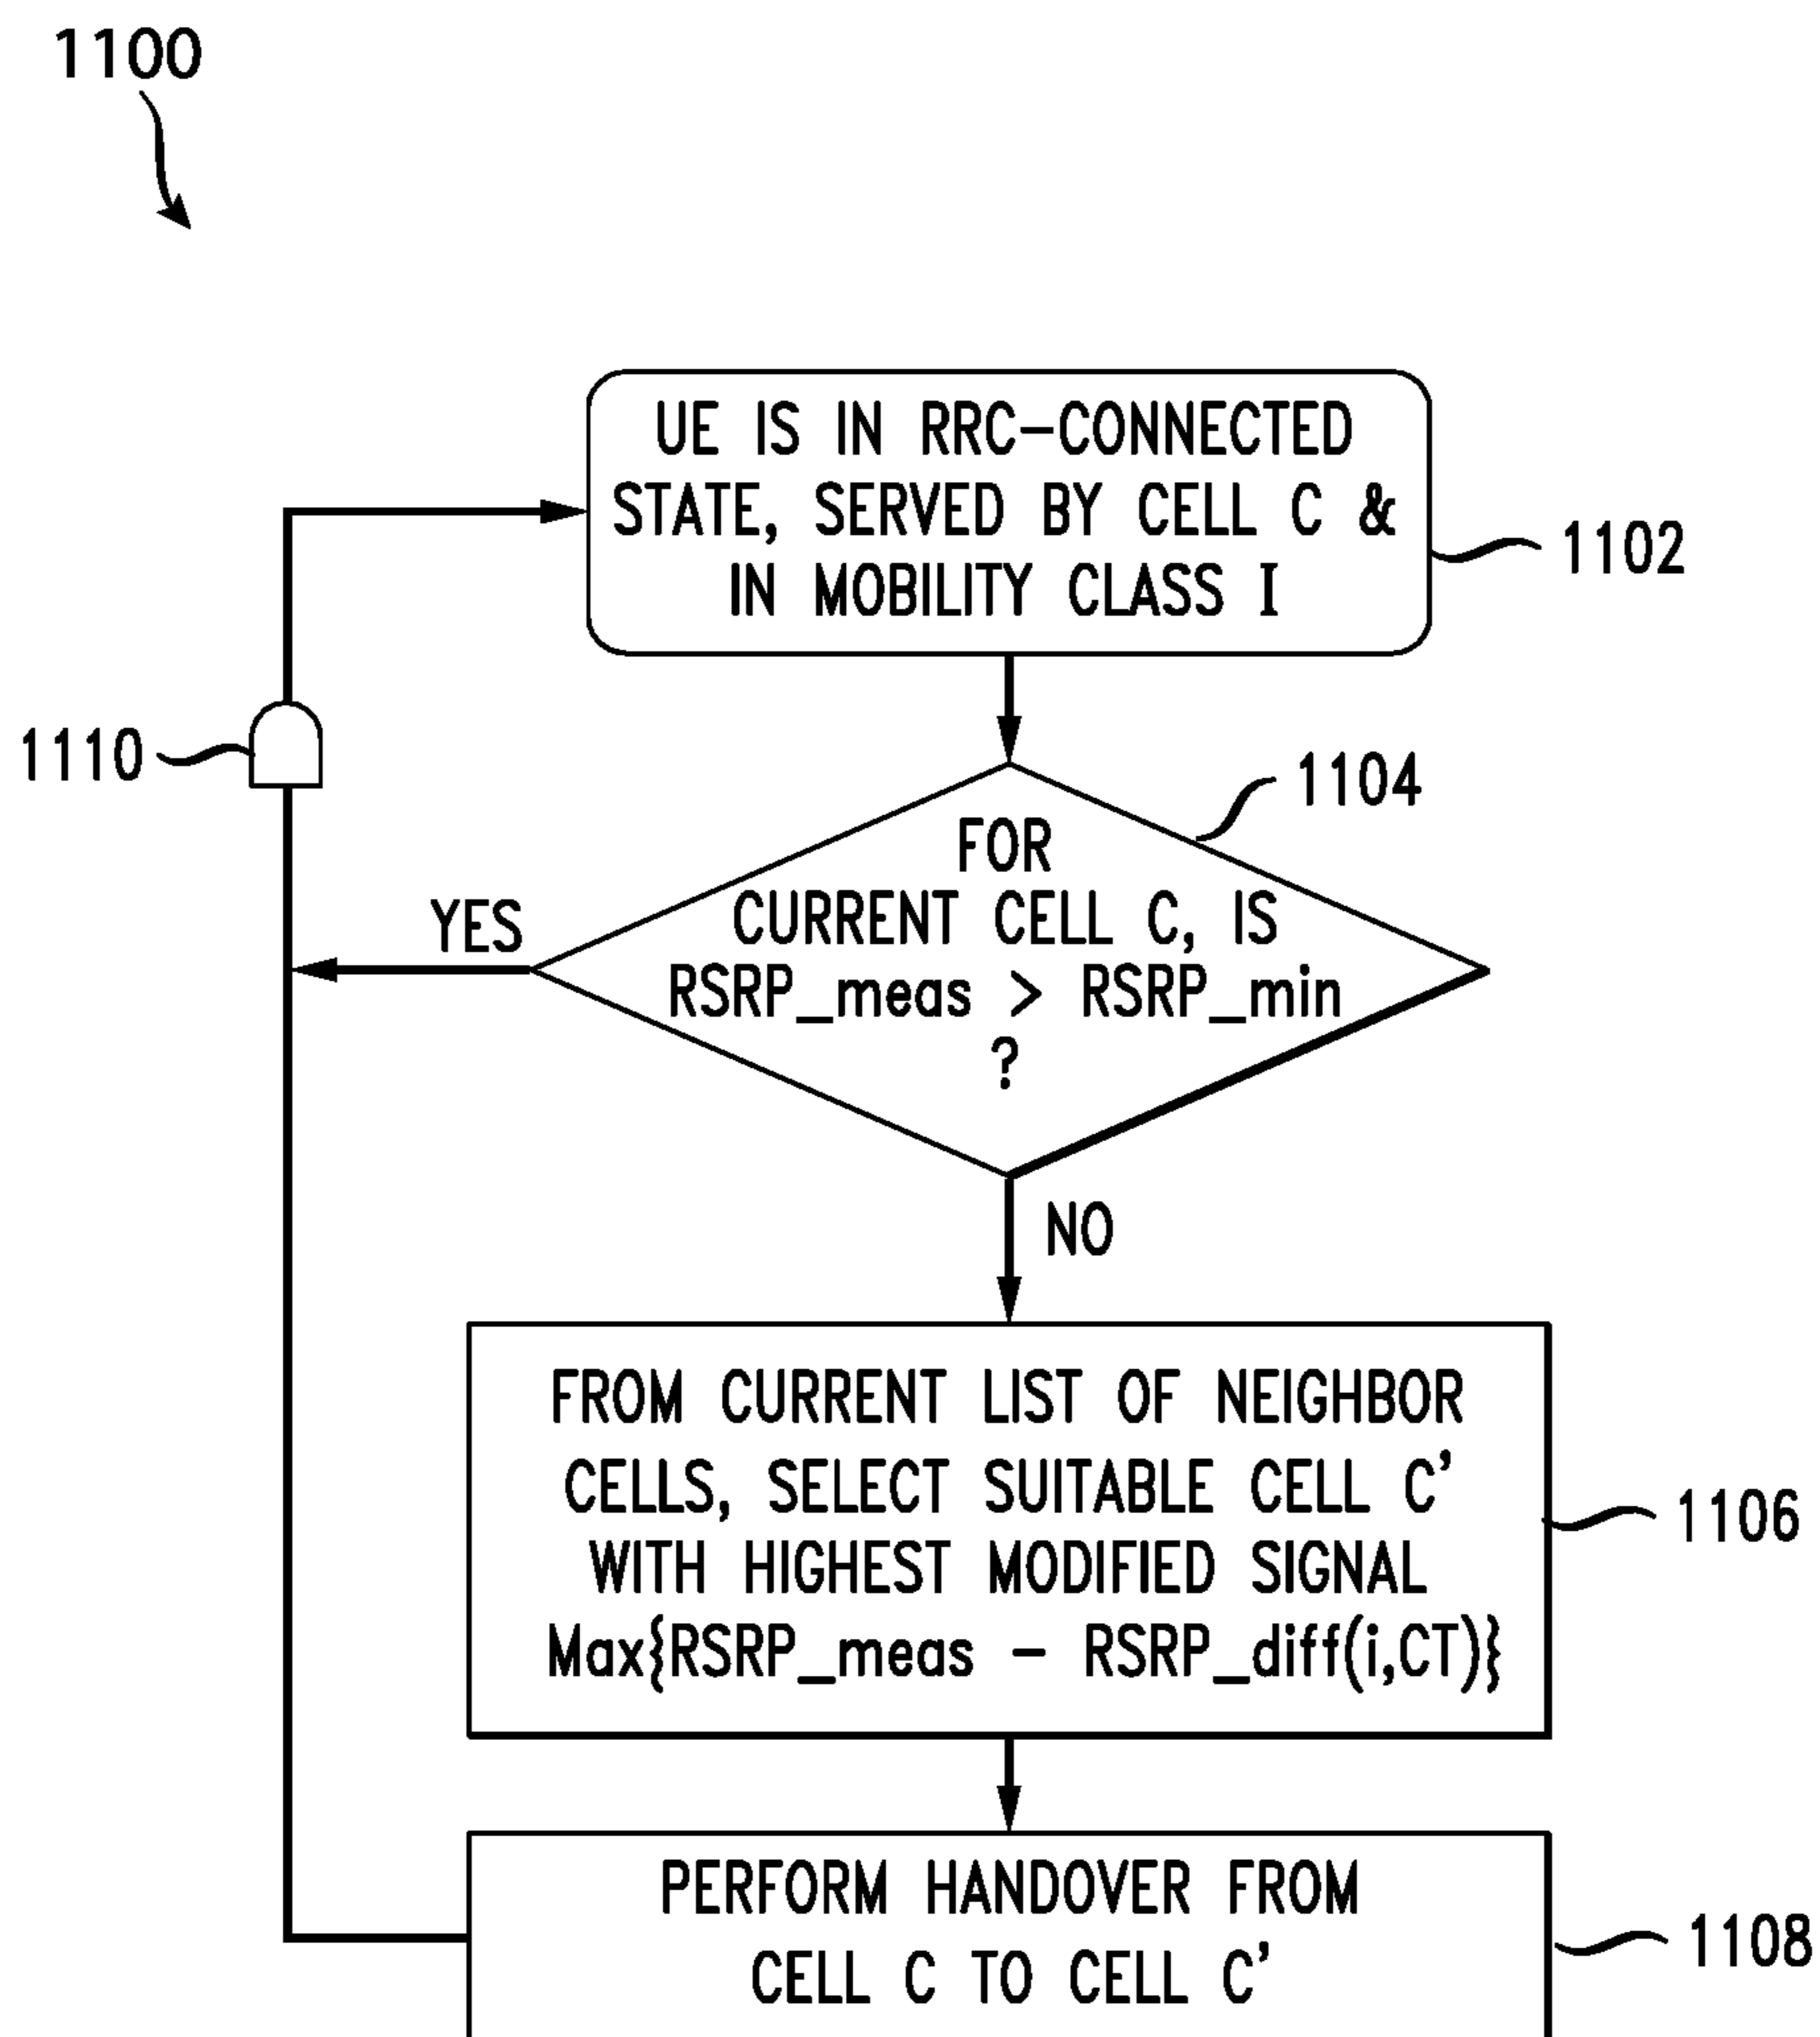 1100
UE IS IN RRC-CONNECTED
STATE, SERVED BY CELL C &
IN MOBILITY CLASS I
1102
1110
1104
FOR
CURRENT CELL C, IS
RSRP_meas > RSRP_min
?
YES
NO
FROM CURRENT LIST OF NEIGHBOR
CELLS, SELECT SUITABLE CELL C'
WITH HIGHEST MODIFIED SIGNAL
Max{RSRP_meas - RSRP_diff(i,CT)}
1106
PERFORM HANDOVER FROM
CELL C TO CELL C'
1108